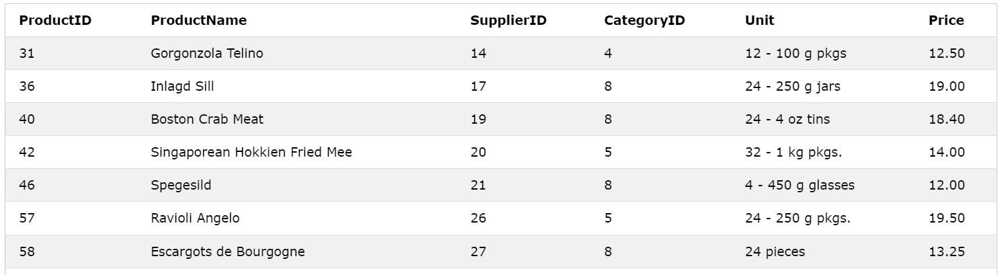 ProductID ProductName SupplierID CategoryID Unit Price
31 Gorgonzola Telino 14 4 12 - 100 g pkgs 12.50
36 Inlagd Sill 17 8 24 - 250 g jars 19.00
40 Boston Crab Meat 19 8 24 - 4 oz tins 18.40
42 Singaporean Hokkien Fried Mee 20 5 32 - 1 kg pkgs. 14.00
46 Spegesild 21 8 4 - 450 g glasses 12.00
57 Ravioli Angelo 26 5 24 - 250 g pkgs. 19.50
58 Escargots de Bourgogne 27 8 24 pieces 13.25